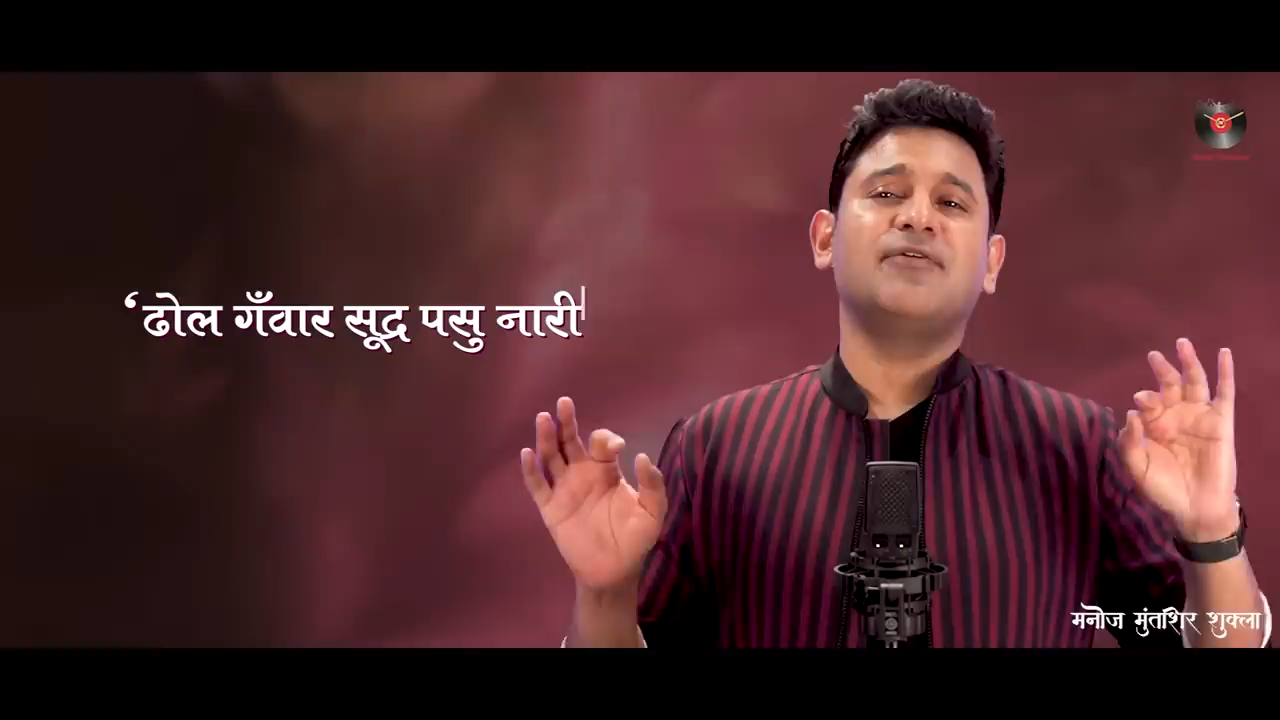 ‘ढोल गँवार सूद्र पसु नारी
मनोज मुंतशिर शुक्ला